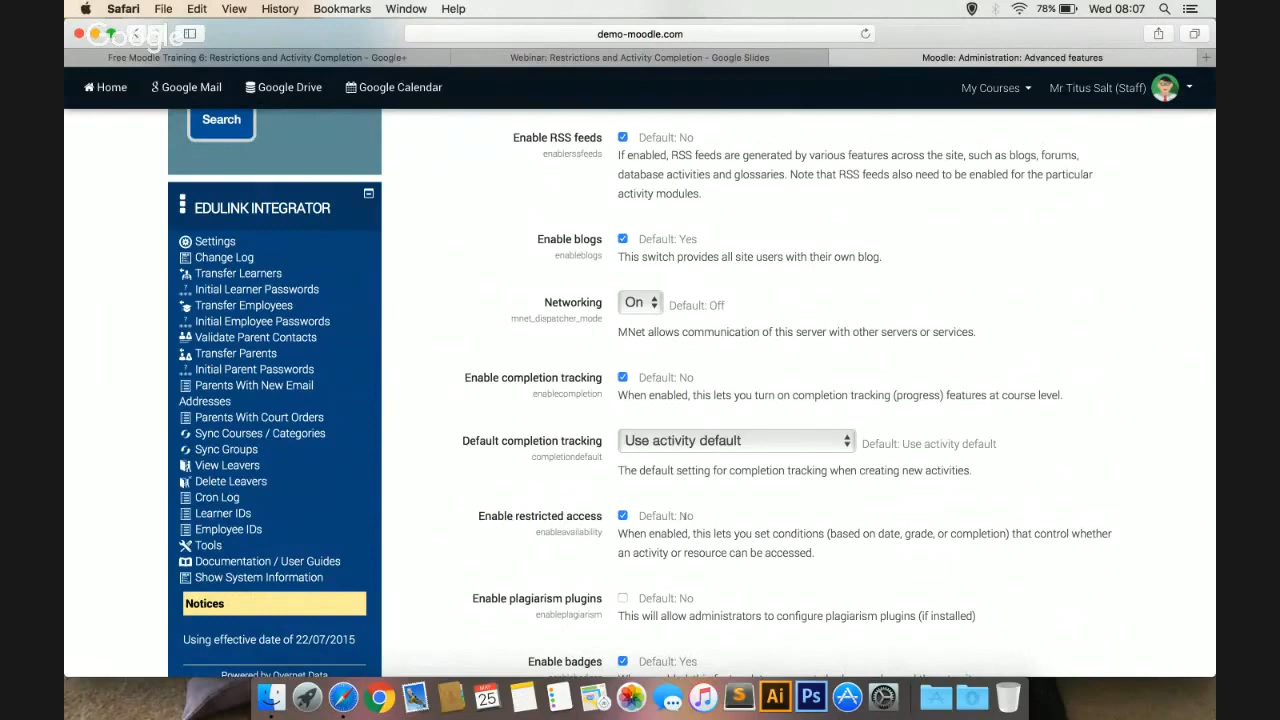 Safari File Edit View History Bookmarks Window Help 78% Wed 08:07
Google
demo-moodle.com
Free Moodle Training 6: Restrictions and Activity Completion - Google+
Webinar: Restrictions and Activity Completion - Google Slides
Moodle: Administration: Advanced features
Home Google Mail Google Drive Google Calendar My Courses Mr Titus Salt (Staff)
Search
EDULINK INTEGRATOR
Settings
Change Log
Transfer Learners
Initial Learner Passwords
Transfer Employees
Initial Employee Passwords
Validate Parent Contacts
Transfer Parents
Initial Parent Passwords
Parents With New Email
Addresses
Parents With Court Orders
Sync Courses / Categories
Sync Groups
View Leavers
Delete Leavers
Cron Log
Learner IDs
Employee IDs
Tools
Documentation / User Guides
Show System Information
Notices
Using effective date of 22/07/2015
Powered by Overnet Data
Enable RSS feeds Default: No
enablerssfeeds
If enabled, RSS feeds are generated by various features across the site, such as blogs, forums,
database activities and glossaries. Note that RSS feeds also need to be enabled for the particular
activity modules.
Enable blogs Default: Yes
enableblogs
This switch provides all site users with their own blog.
Networking On Default: Off
mnet_dispatcher_mode
MNet allows communication of this server with other servers or services.
Enable completion tracking Default: No
enablecompletion
When enabled, this lets you turn on completion tracking (progress) features at course level.
Default completion tracking Use activity default Default: Use activity default
completiondefault
The default setting for completion tracking when creating new activities.
Enable restricted access Default: No
enableavailability
When enabled, this lets you set conditions (based on date, grade, or completion) that control whether
an activity or resource can be accessed.
Enable plagiarism plugins Default: No
enableplagiarism
This will allow administrators to configure plagiarism plugins (if installed)
Enable badges Default: Yes
MAY
25
S
Ai
Ps